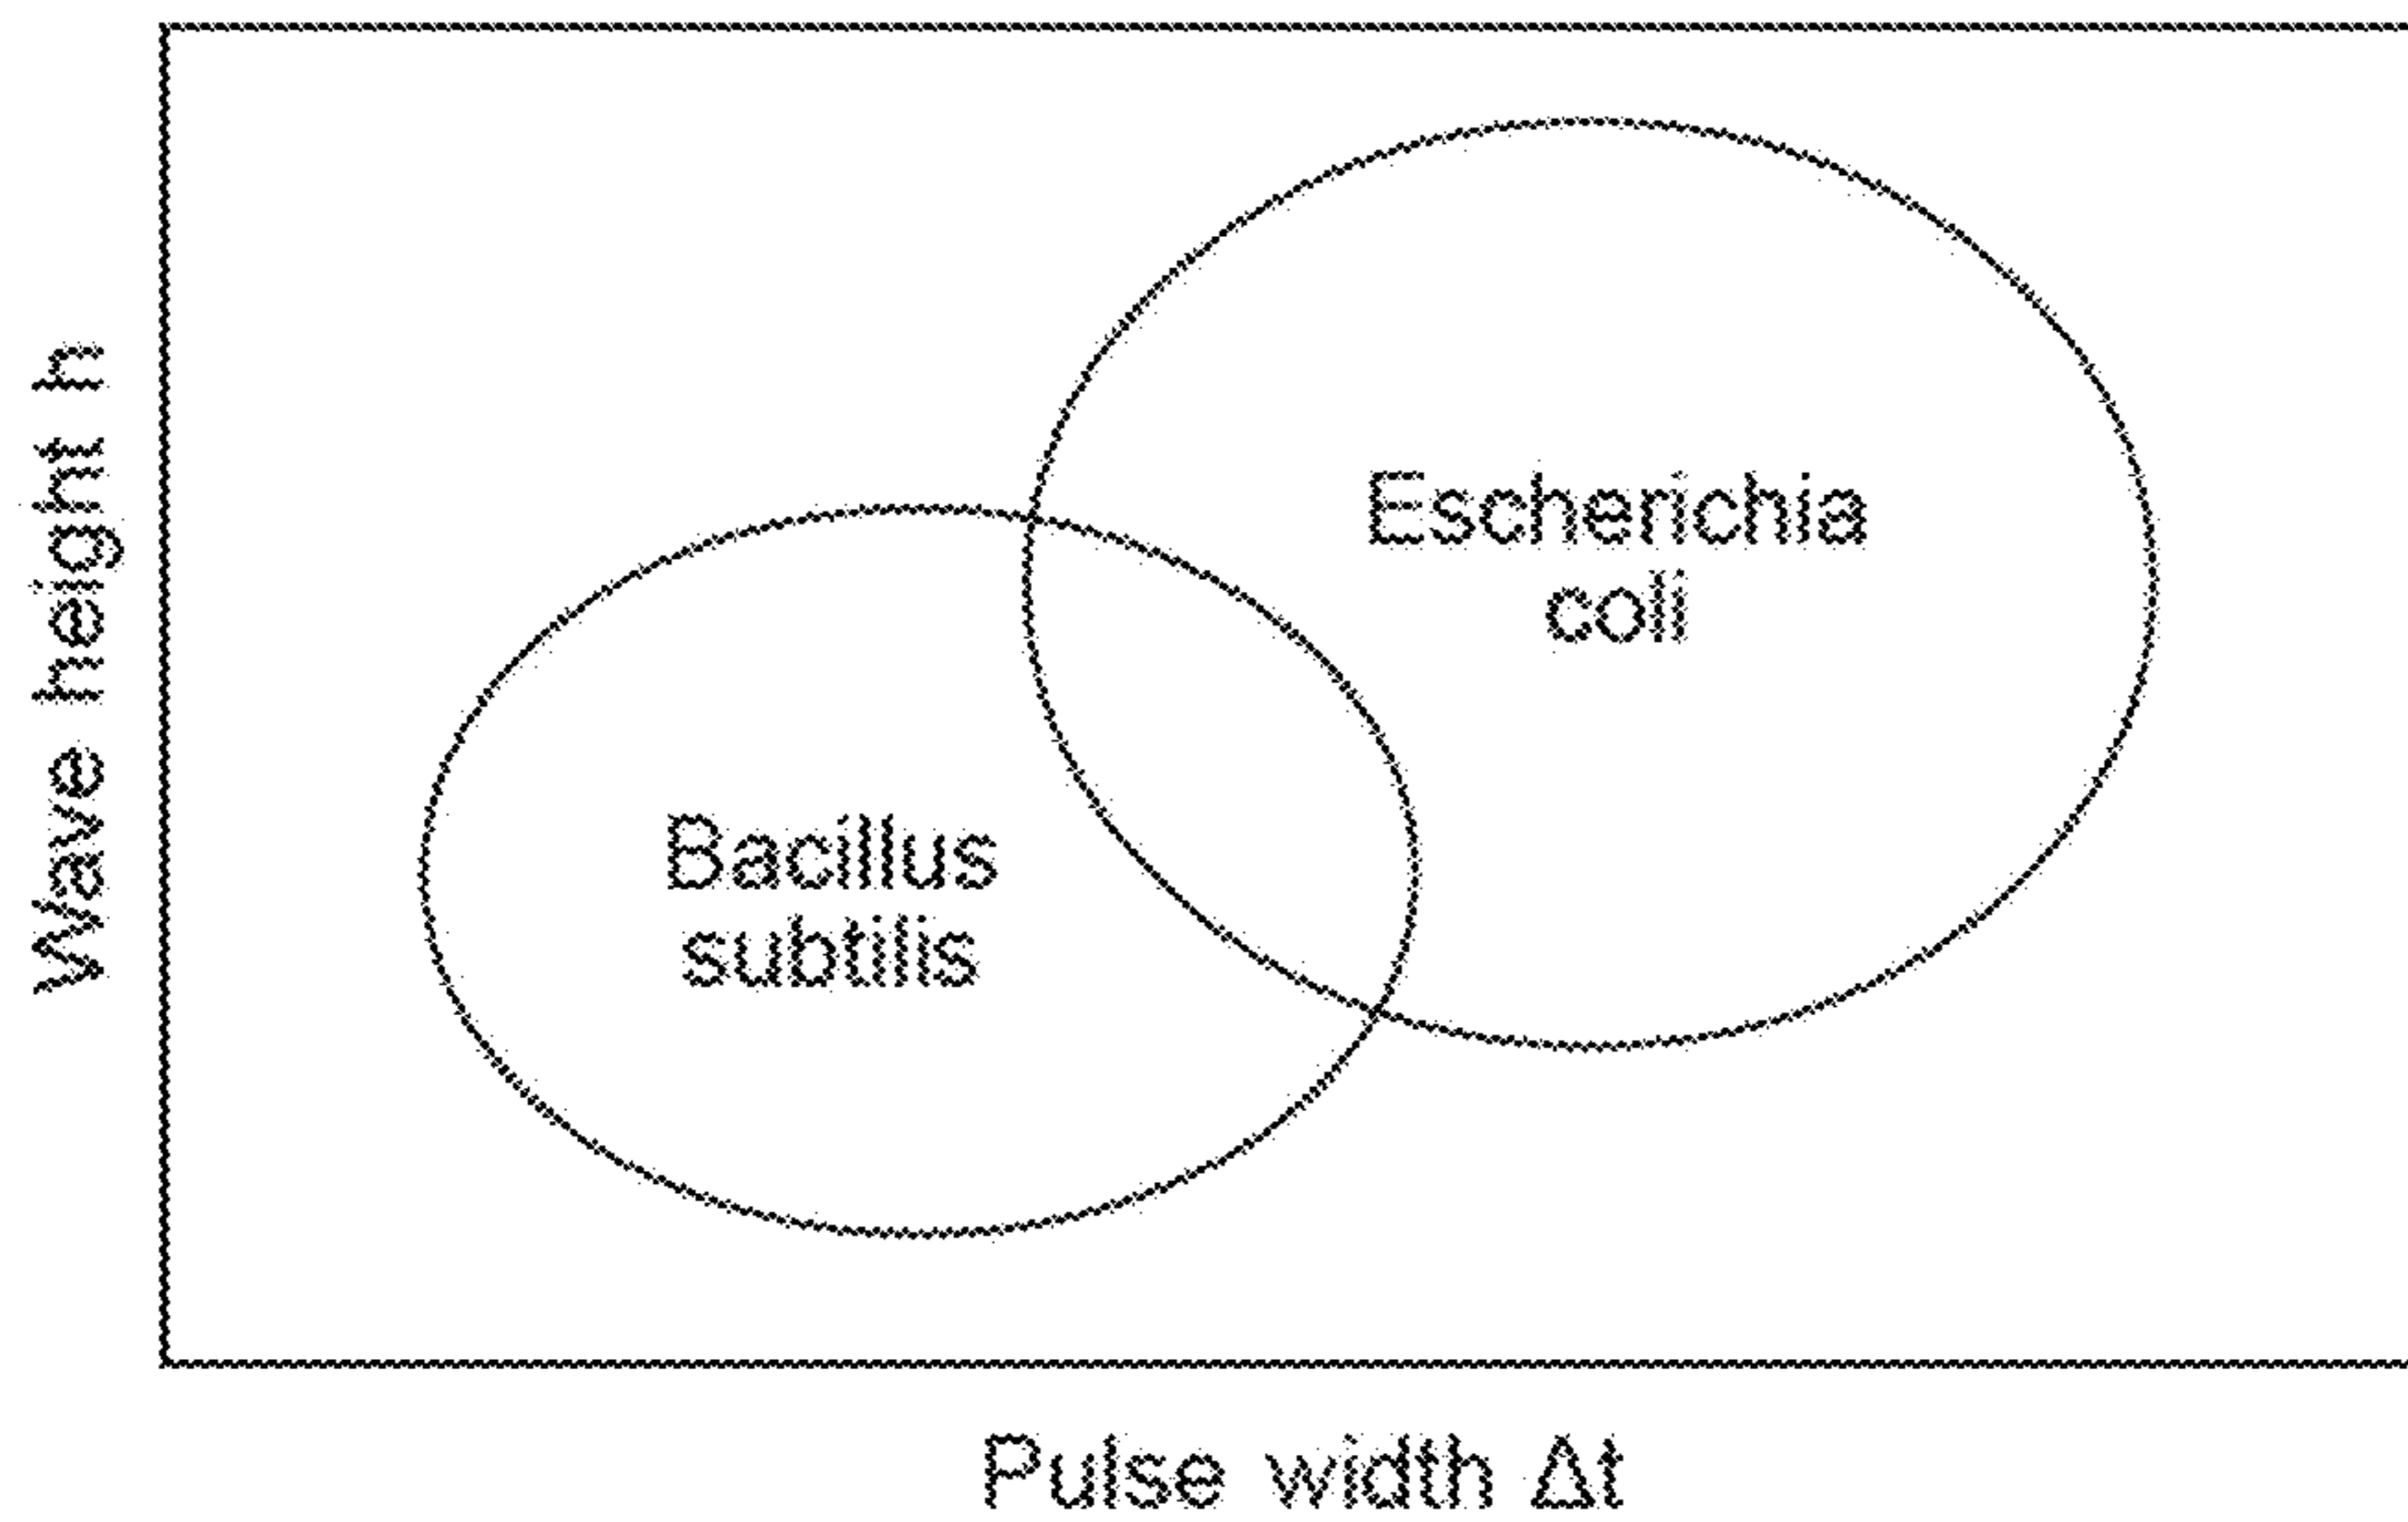 Wave height h
Escherichia
coli
Bacillus
subtilis
Pulse width Δt